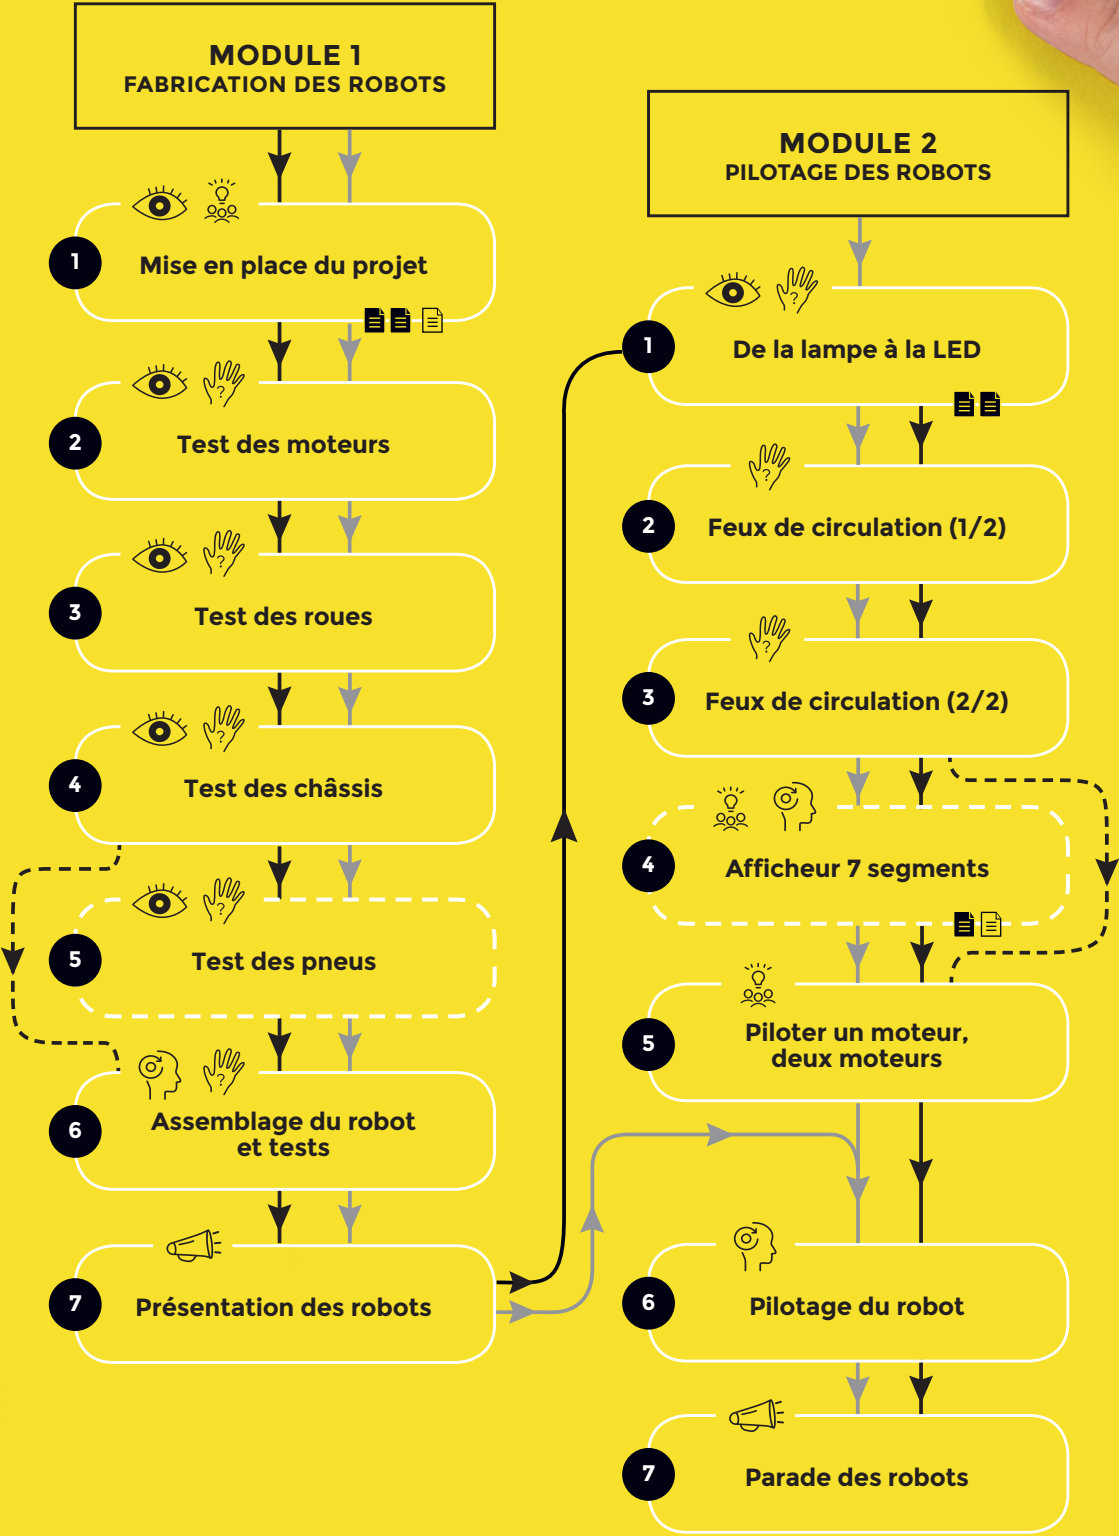 MODULE 1
FABRICATION DES ROBOTS
1
Mise en place du projet
2
?
Test des moteurs
3
?
Test des roues
4
?
Test des châssis
5
?
Test des pneus
6
?
Assemblage du robot
et tests
7
Présentation des robots
MODULE 2
PILOTAGE DES ROBOTS
1
?
De la lampe à la LED
2
?
Feux de circulation (1/2)
3
?
Feux de circulation (2/2)
4
Afficheur 7 segments
5
Piloter un moteur,
deux moteurs
6
Pilotage du robot
7
Parade des robots